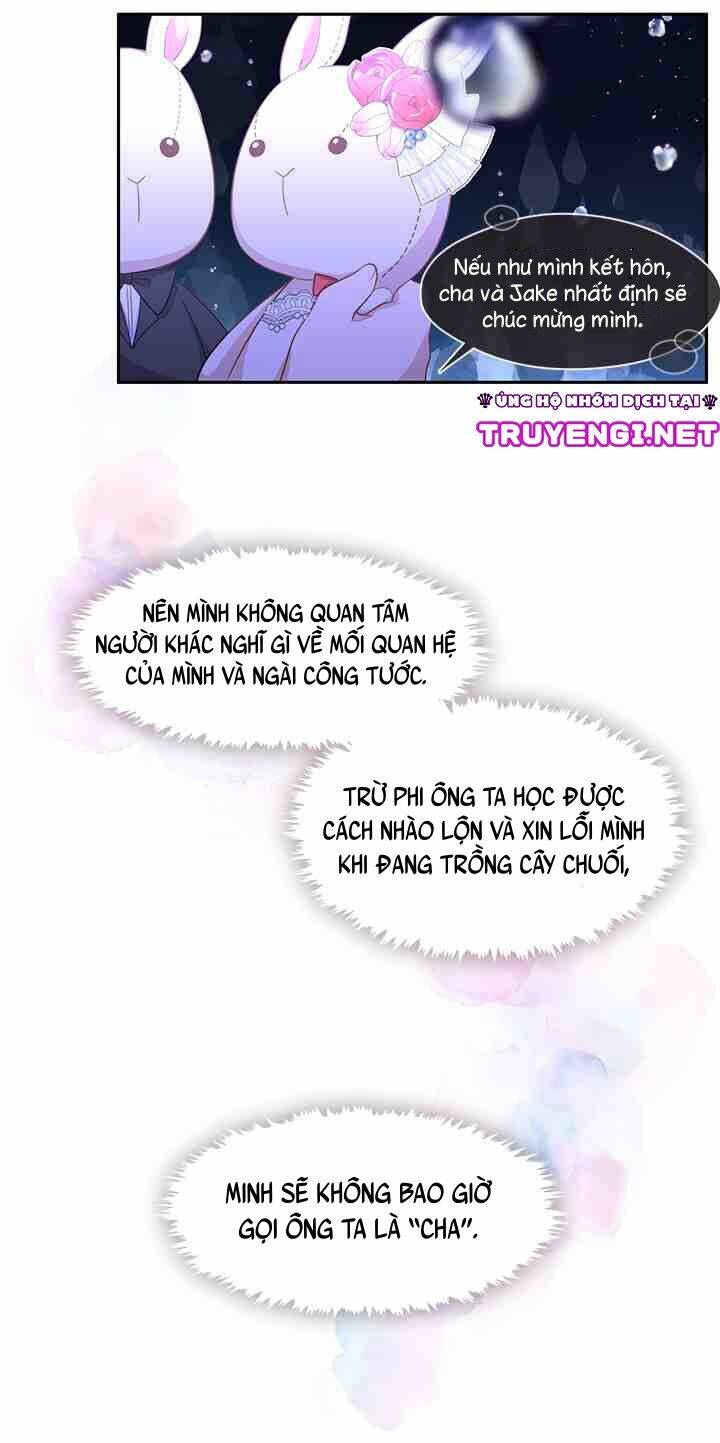 Nếu như mình kết hôn,
cha và Jake nhất định sẽ
chúc mừng mình.
ỦNG HỘ NHÓM DỊCH TẠI
TRUYENGI.NET
NÊN MÌNH KHÔNG QUAN TÂM
NGƯỜI KHÁC NGHĨ GÌ VỀ MỐI QUAN HỆ
CỦA MÌNH VÀ NGÀI CÔNG TƯỚC.
TRỪ PHI ÔNG TA HỌC ĐƯỢC
CÁCH NHÀO LỘN VÀ XIN LỖI MÌNH
KHI ĐANG TRỒNG CÂY CHUỐI,
MINH SẼ KHÔNG BAO GIỜ
GỌI ÔNG TA LÀ "CHA".